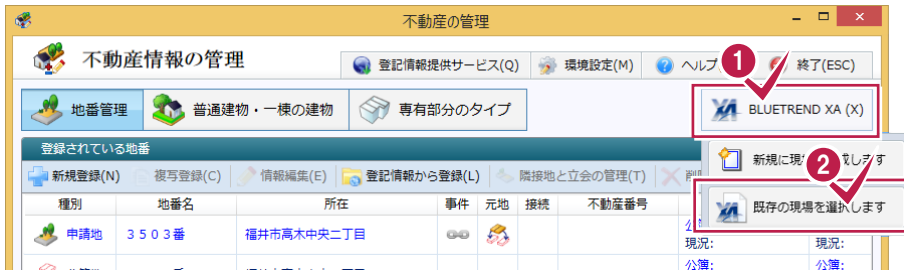 不動産の管理
不動産情報の管理
登記情報提供サービス(Q) 環境設定(M) ヘルプ 終了(ESC)
1
地番管理 普通建物・一棟の建物 専有部分のタイプ BLUETREND XA (X)
登録されている地番
新規に現 成します
2
新規登録(N) 複写登録(C) 情報編集(E) 登記情報から登録(L) 隣接地と立会の管理(T) 削
既存の現場を選択します
種別 地番名 所在 事件 元地 接続 不動産番号
申請地 3503番 福井市高木中央二丁目
現況: 現況:
公簿: 公簿: